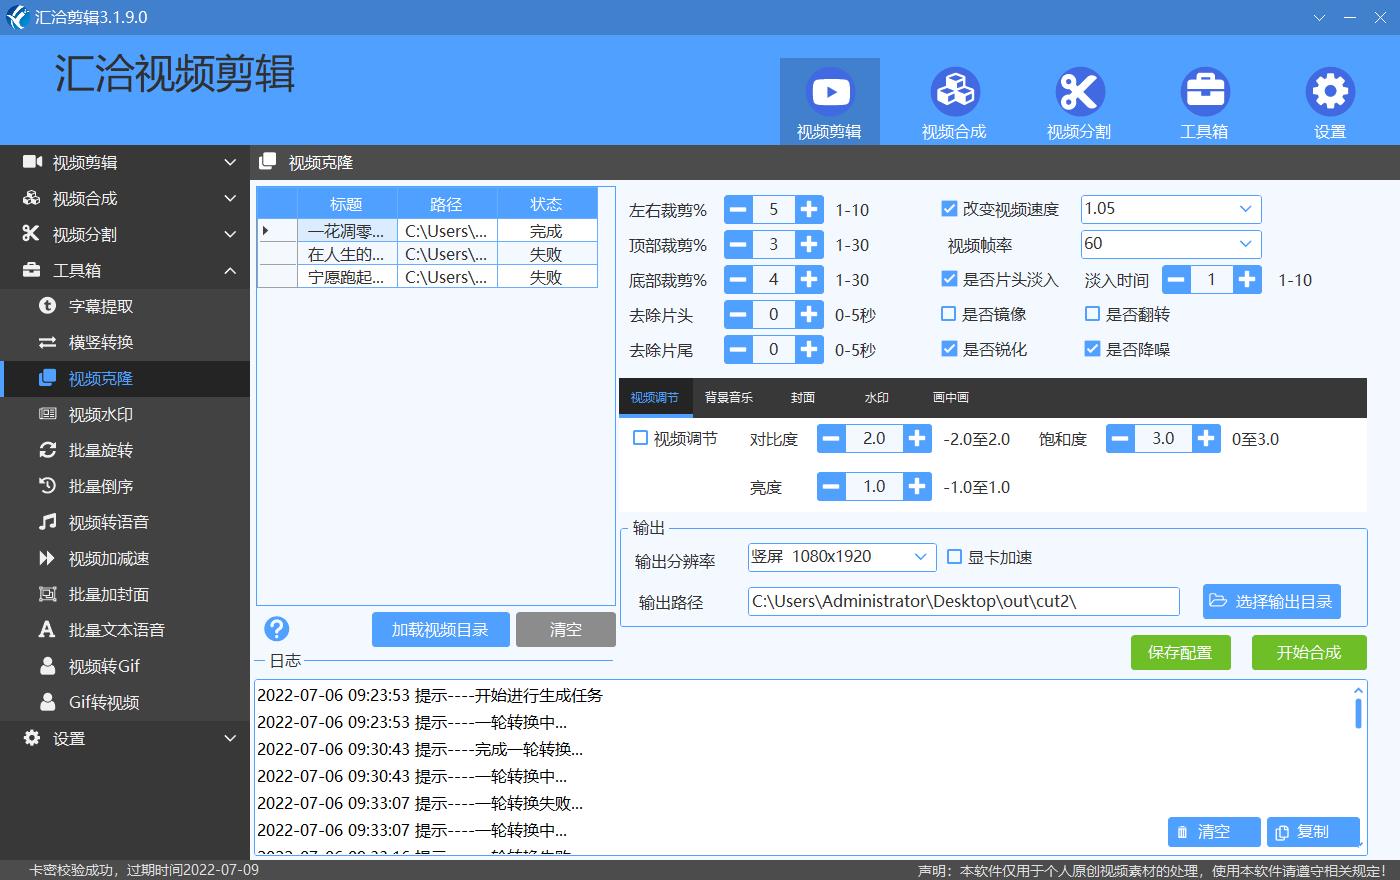 汇洽剪辑3.1.9.0
汇洽视频剪辑
视频剪辑
视频合成
视频分割
工具箱
设置
视频剪辑
视频合成
视频分割
工具箱
字幕提取
横竖转换
视频克隆
视频水印
批量旋转
批量倒序
视频转语音
视频加减速
批量加封面
批量文本语音
视频转Gif
Gif转视频
设置
视频克隆
标题 路径 状态
一花凋零... C:\Users\... 完成
在人生的... C:\Users\... 失败
宁愿跑起... C:\Users\... 失败
加载视频目录 清空
左右裁剪% 5 1-10 改变视频速度 1.05
顶部裁剪% 3 1-30 视频帧率 60
底部裁剪% 4 1-30 是否片头淡入 淡入时间 1 1-10
去除片头 0 0-5秒 是否镜像 是否翻转
去除片尾 0 0-5秒 是否锐化 是否降噪
视频调节 背景音乐 封面 水印 画中画
视频调节 对比度 2.0 -2.0至2.0 饱和度 3.0 0至3.0
亮度 1.0 -1.0至1.0
输出
输出分辨率 竖屏 1080x1920 显卡加速
输出路径 C:\Users\Administrator\Desktop\out\cut2\ 选择输出目录
保存配置 开始合成
日志
2022-07-06 09:23:53 提示----开始进行生成任务
2022-07-06 09:23:53 提示----一轮转换中...
2022-07-06 09:30:43 提示----完成一轮转换...
2022-07-06 09:30:43 提示----一轮转换中...
2022-07-06 09:33:07 提示----一轮转换失败...
2022-07-06 09:33:07 提示----一轮转换中...
清空 复制
卡密校验成功，过期时间2022-07-09
声明：本软件仅用于个人原创视频素材的处理，使用本软件请遵守相关规定！